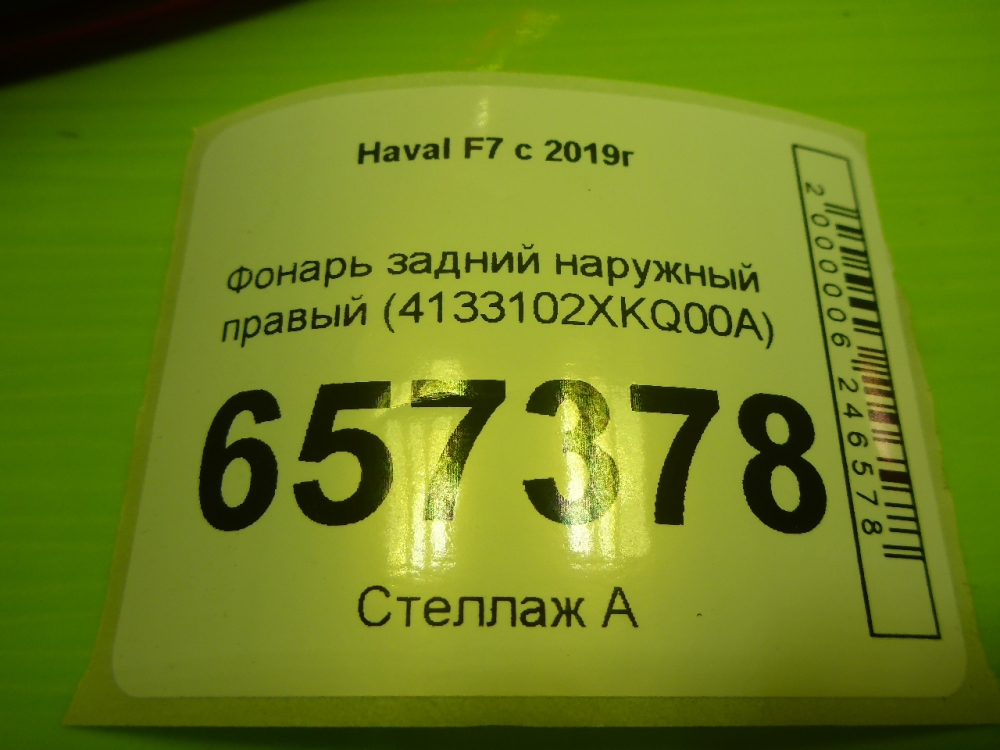 Haval F7 с 2019г
Фонарь задний наружный
правый (4133102XKQ00A)
657378
Стеллаж А
2000006246578